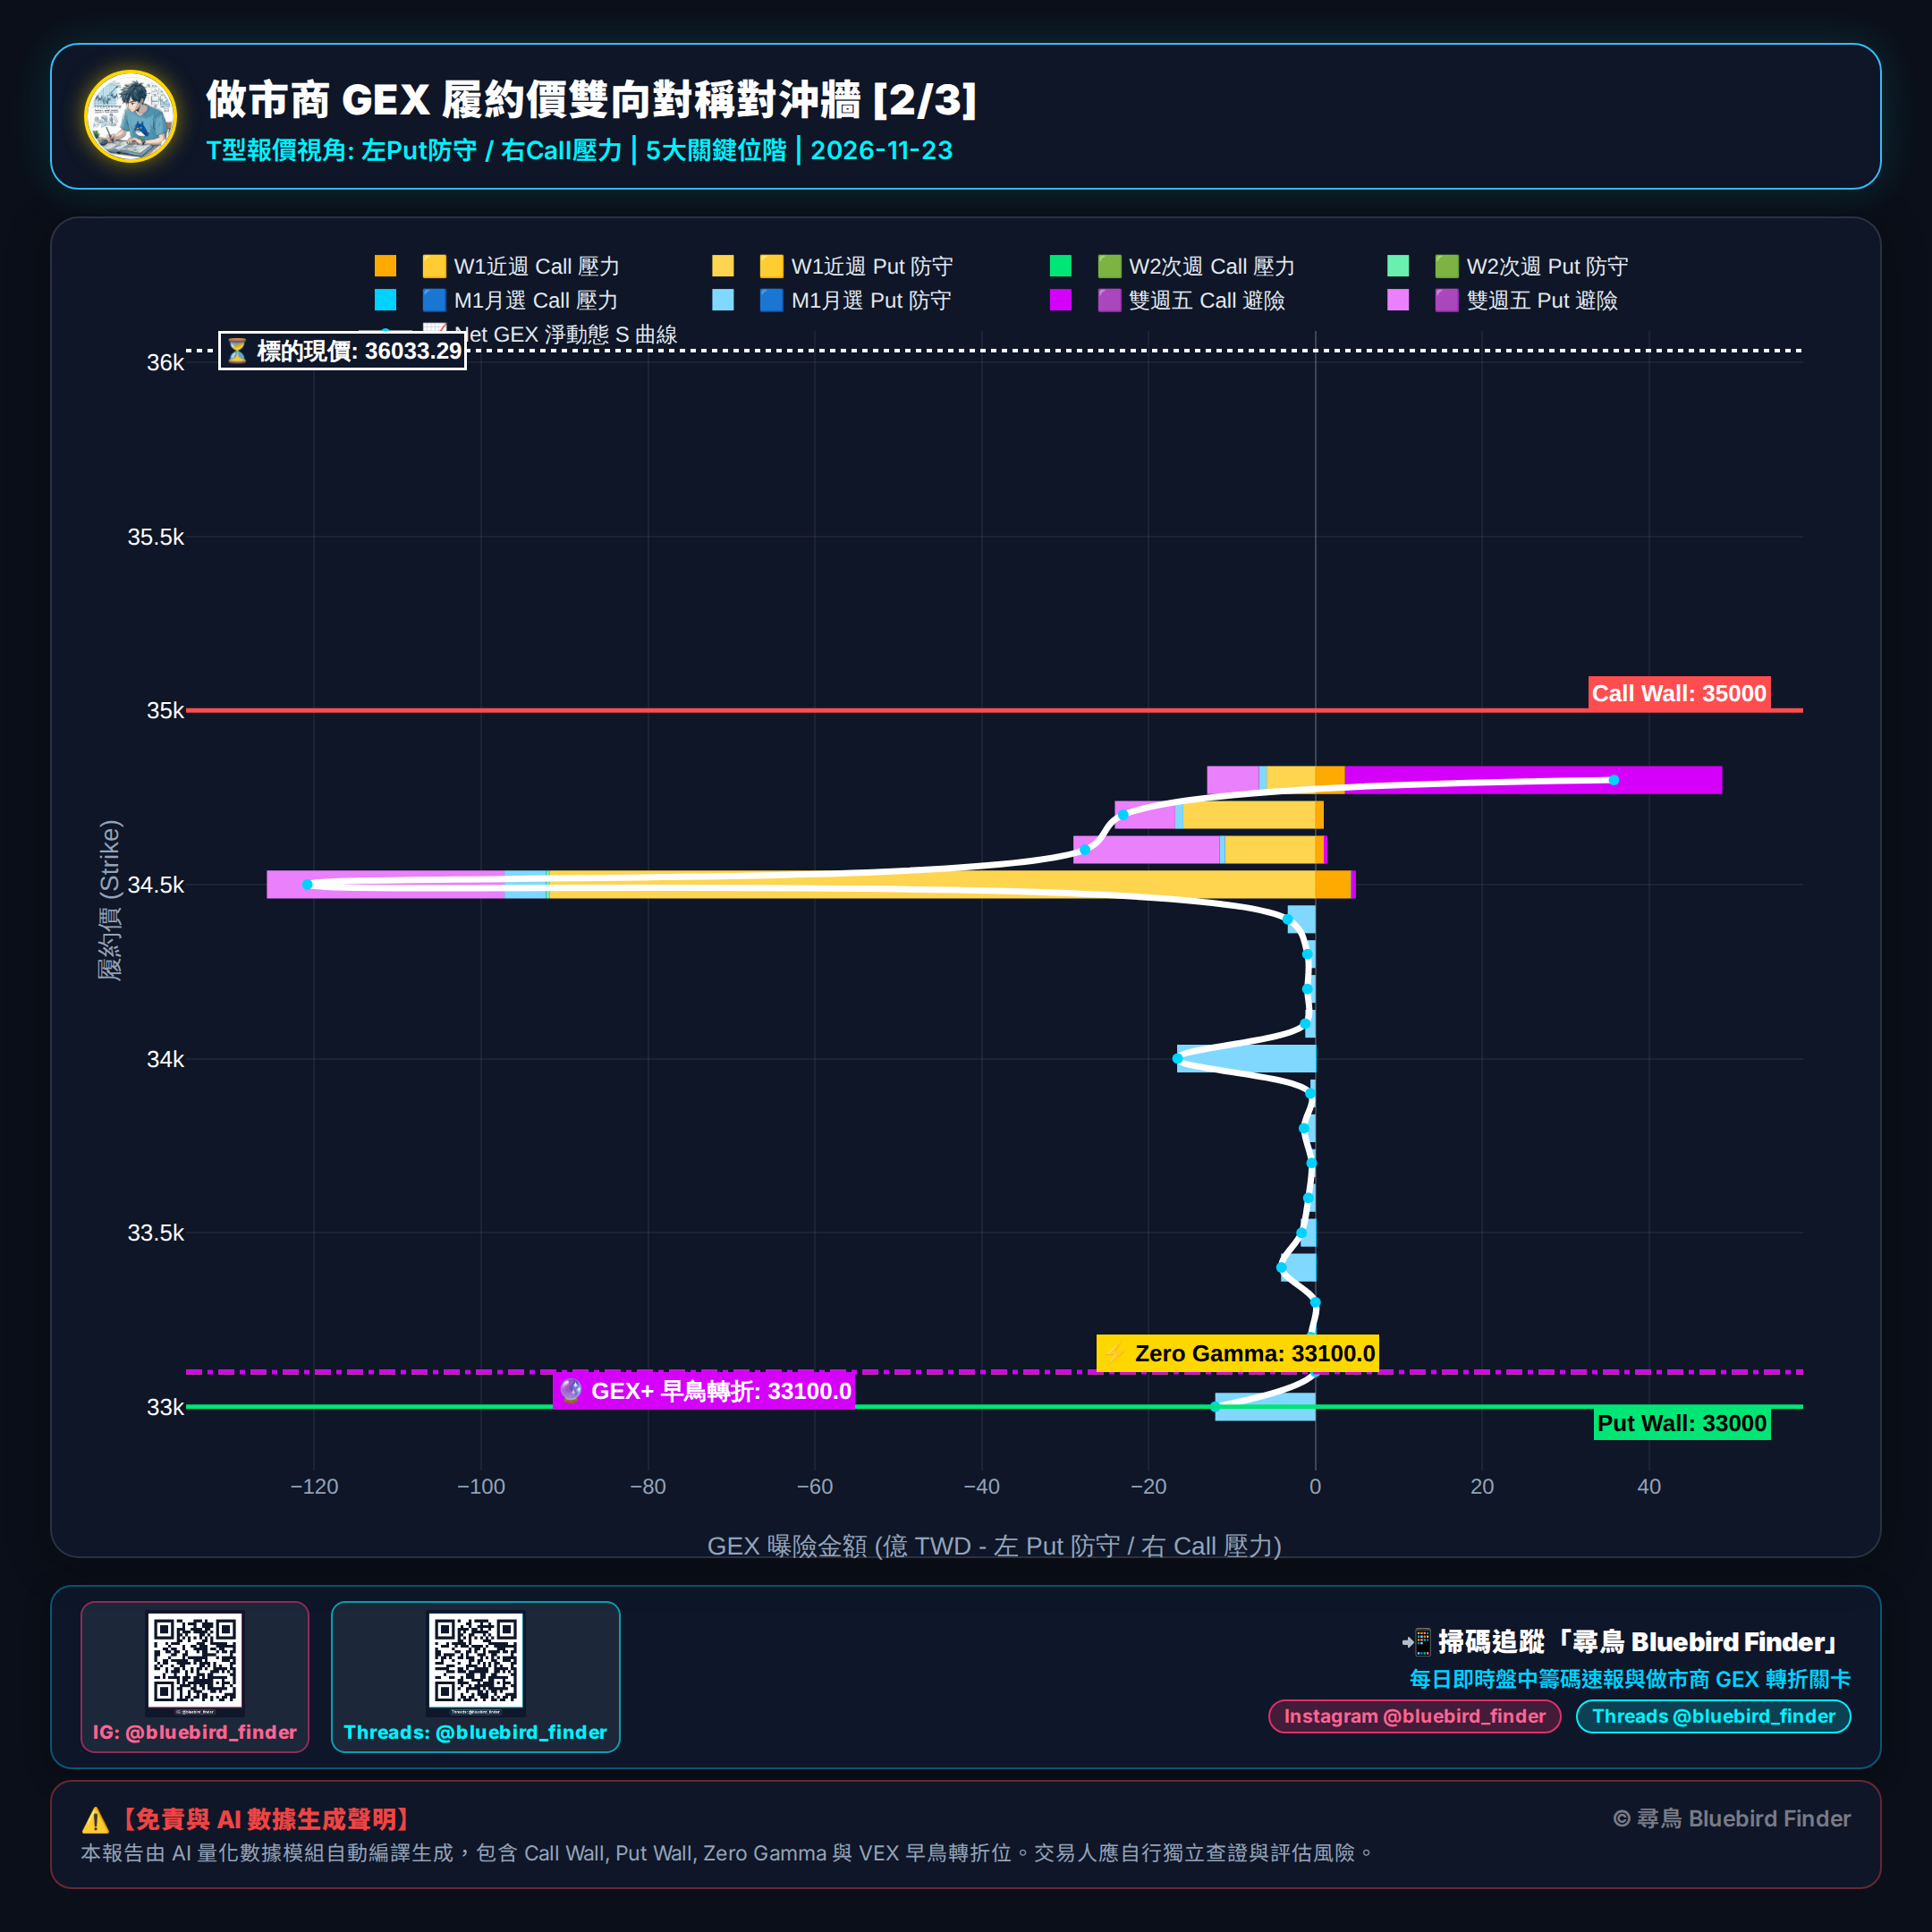 做市商 GEX 履約價雙向對稱對沖牆 [2/3]
T型報價視角: 左Put防守 / 右Call壓力 | 5大關鍵位階 | 2026-11-23
W1近週 Call 壓力
W1近週 Put 防守
W2次週 Call 壓力
W2次週 Put 防守
M1月選 Call 壓力
M1月選 Put 防守
雙週五 Call 避險
雙週五 Put 避險
Net GEX 淨動態 S 曲線
標的現價: 36033.29
36k
35.5k
Call Wall: 35000
35k
34.5k
34k
33.5k
33k
履約價 (Strike)
⚡ Zero Gamma: 33100.0
🔮 GEX+ 早鳥轉折: 33100.0
Put Wall: 33000
−120
−100
−80
−60
−40
−20
0
20
40
GEX 曝險金額 (億 TWD - 左 Put 防守 / 右 Call 壓力)
IG: @bluebird_finder
Threads: @bluebird_finder
📲 掃碼追蹤「尋鳥 Bluebird Finder」
每日即時盤中籌碼速報與做市商 GEX 轉折關卡
Instagram @bluebird_finder
Threads @bluebird_finder
⚠️【免責與 AI 數據生成聲明】
© 尋鳥 Bluebird Finder
本報告由 AI 量化數據模組自動編譯生成，包含 Call Wall, Put Wall, Zero Gamma 與 VEX 早鳥轉折位。交易人應自行獨立查證與評估風險。